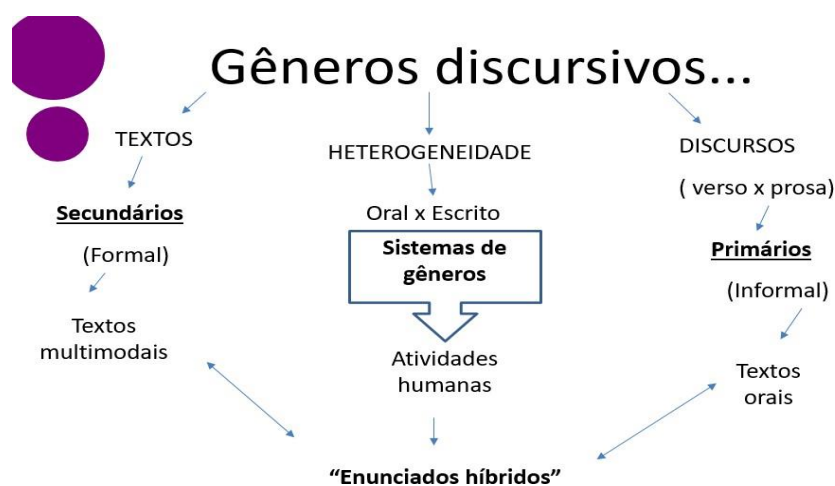 Gêneros discursivos...
TEXTOS
HETEROGENEIDADE
DISCURSOS
( verso x prosa)
Secundários
Oral x Escrito
(Formal)
Sistemas de
gêneros
Primários
(Informal)
Textos
multimodais
Atividades
humanas
Textos
orais
“Enunciados híbridos”